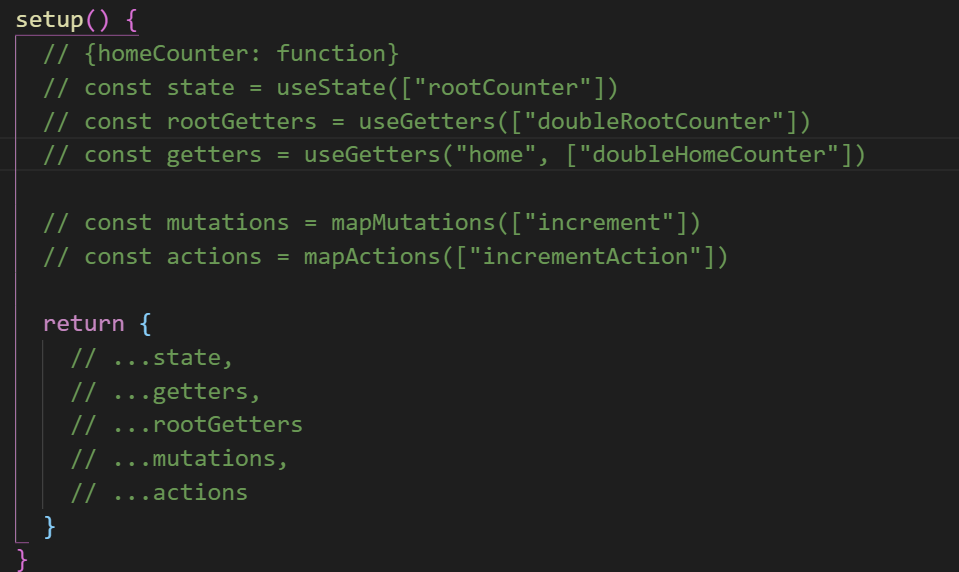 setup() {
// {homeCounter: function}
// const state = useState(["rootCounter"])
// const rootGetters = useGetters(["doubleRootCounter"])
// const getters = useGetters("home", ["doubleHomeCounter"])
// const mutations = mapMutations(["increment"])
// const actions = mapActions(["incrementAction"])
return {
// ...state,
// ...getters,
// ...rootGetters
// ...mutations,
// ...actions
}
}